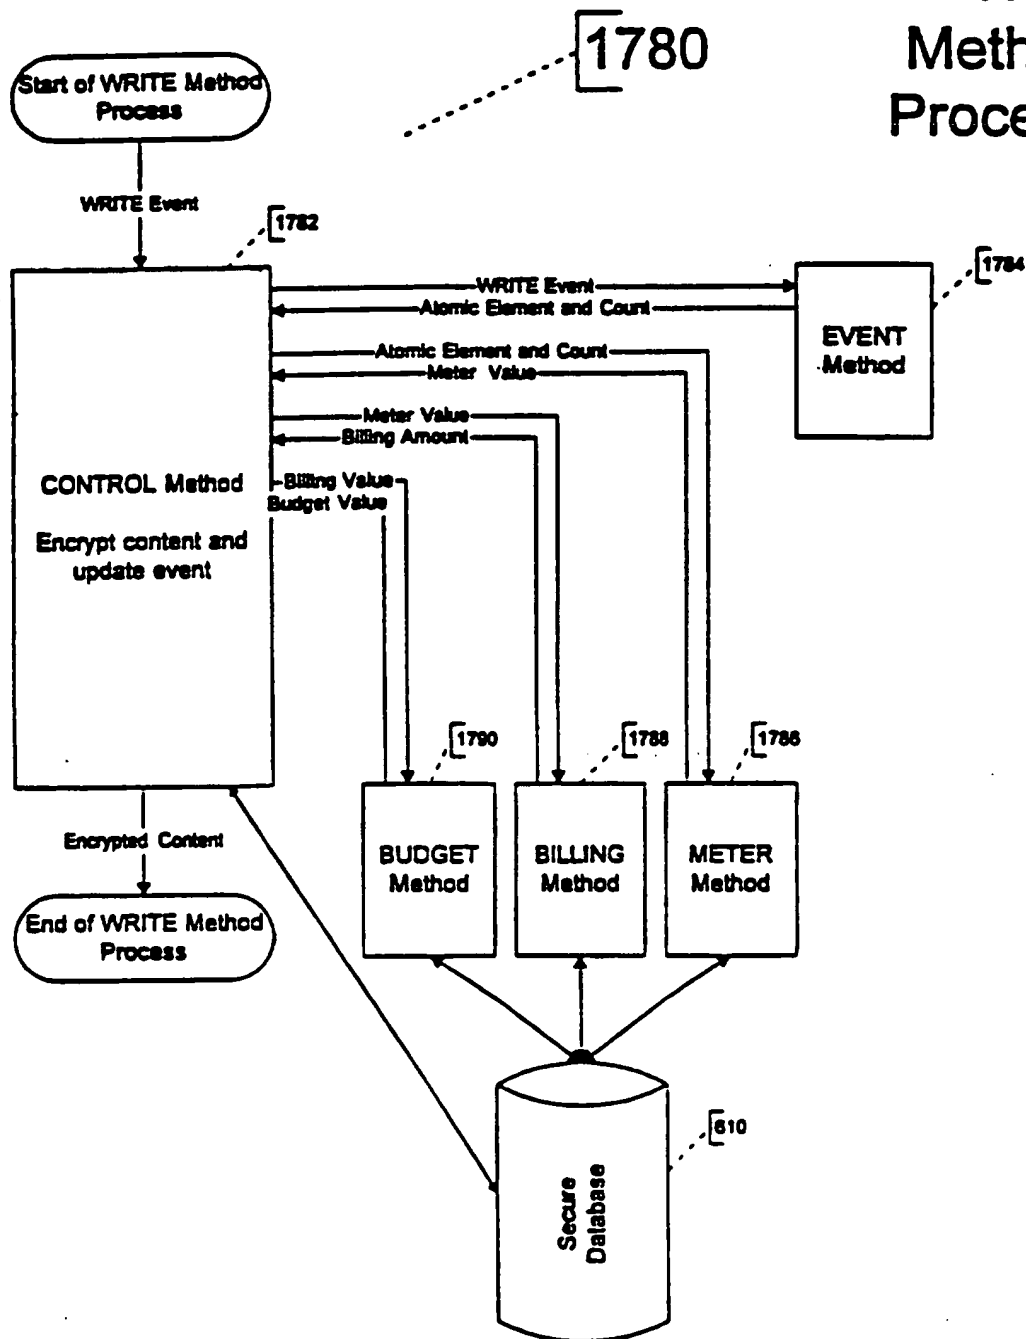 1780
Start of WRITE Method
Process
WRITE Event
1782
WRITE Event
Atomic Element and Count
1784
EVENT
Method
Atomic Element and Count
Meter Value
Meter Value
Billing Amount
CONTROL Method
Billing Value
Budget Value
Encrypt content and
update event
1790
1788
1786
Encrypted Content
BUDGET
Method
BILLING
Method
METER
Method
End of WRITE Method
Process
610
Secure
Database